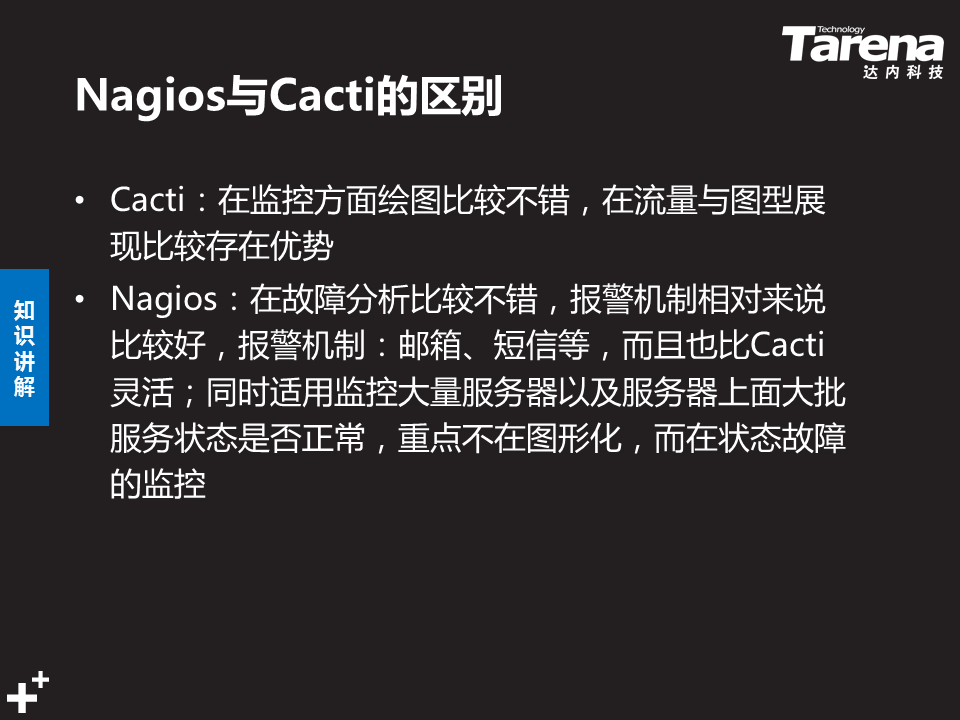 Technology
Tarena
达内科技
Nagios与Cacti的区别
• Cacti：在监控方面绘图比较不错，在流量与图型展
现比较存在优势
• Nagios：在故障分析比较不错，报警机制相对来说
比较好，报警机制：邮箱、短信等，而且也比Cacti
灵活；同时适用监控大量服务器以及服务器上面大批
服务状态是否正常，重点不在图形化，而在状态故障
的监控
知
识
讲
解